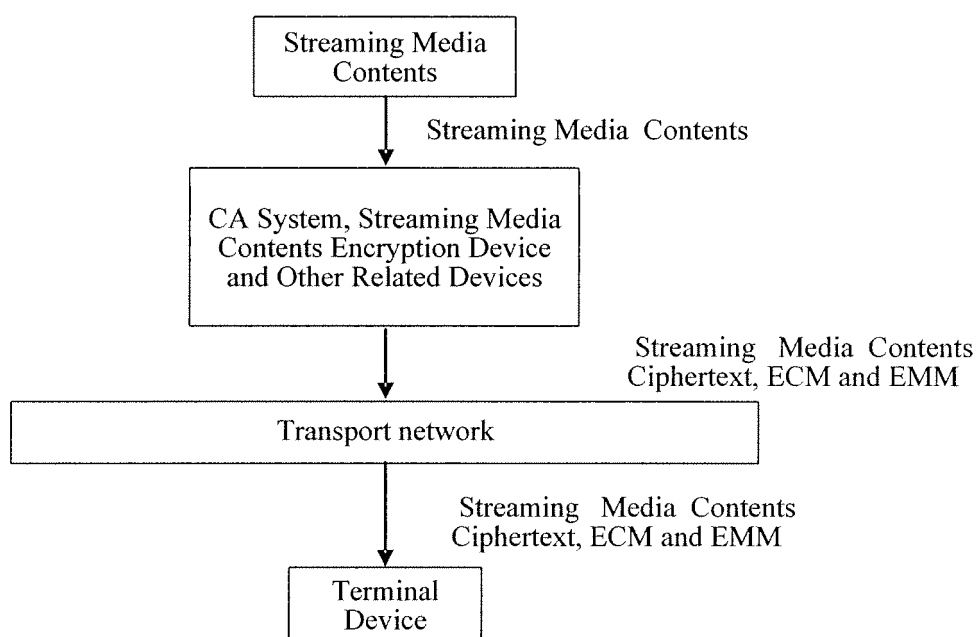 Streaming Media
Contents
Streaming Media Contents
CA System, Streaming Media
Contents Encryption Device
and Other Related Devices
Streaming Media Contents
Ciphertext, ECM and EMM
Transport network
Streaming Media Contents
Ciphertext, ECM and EMM
Terminal
Device